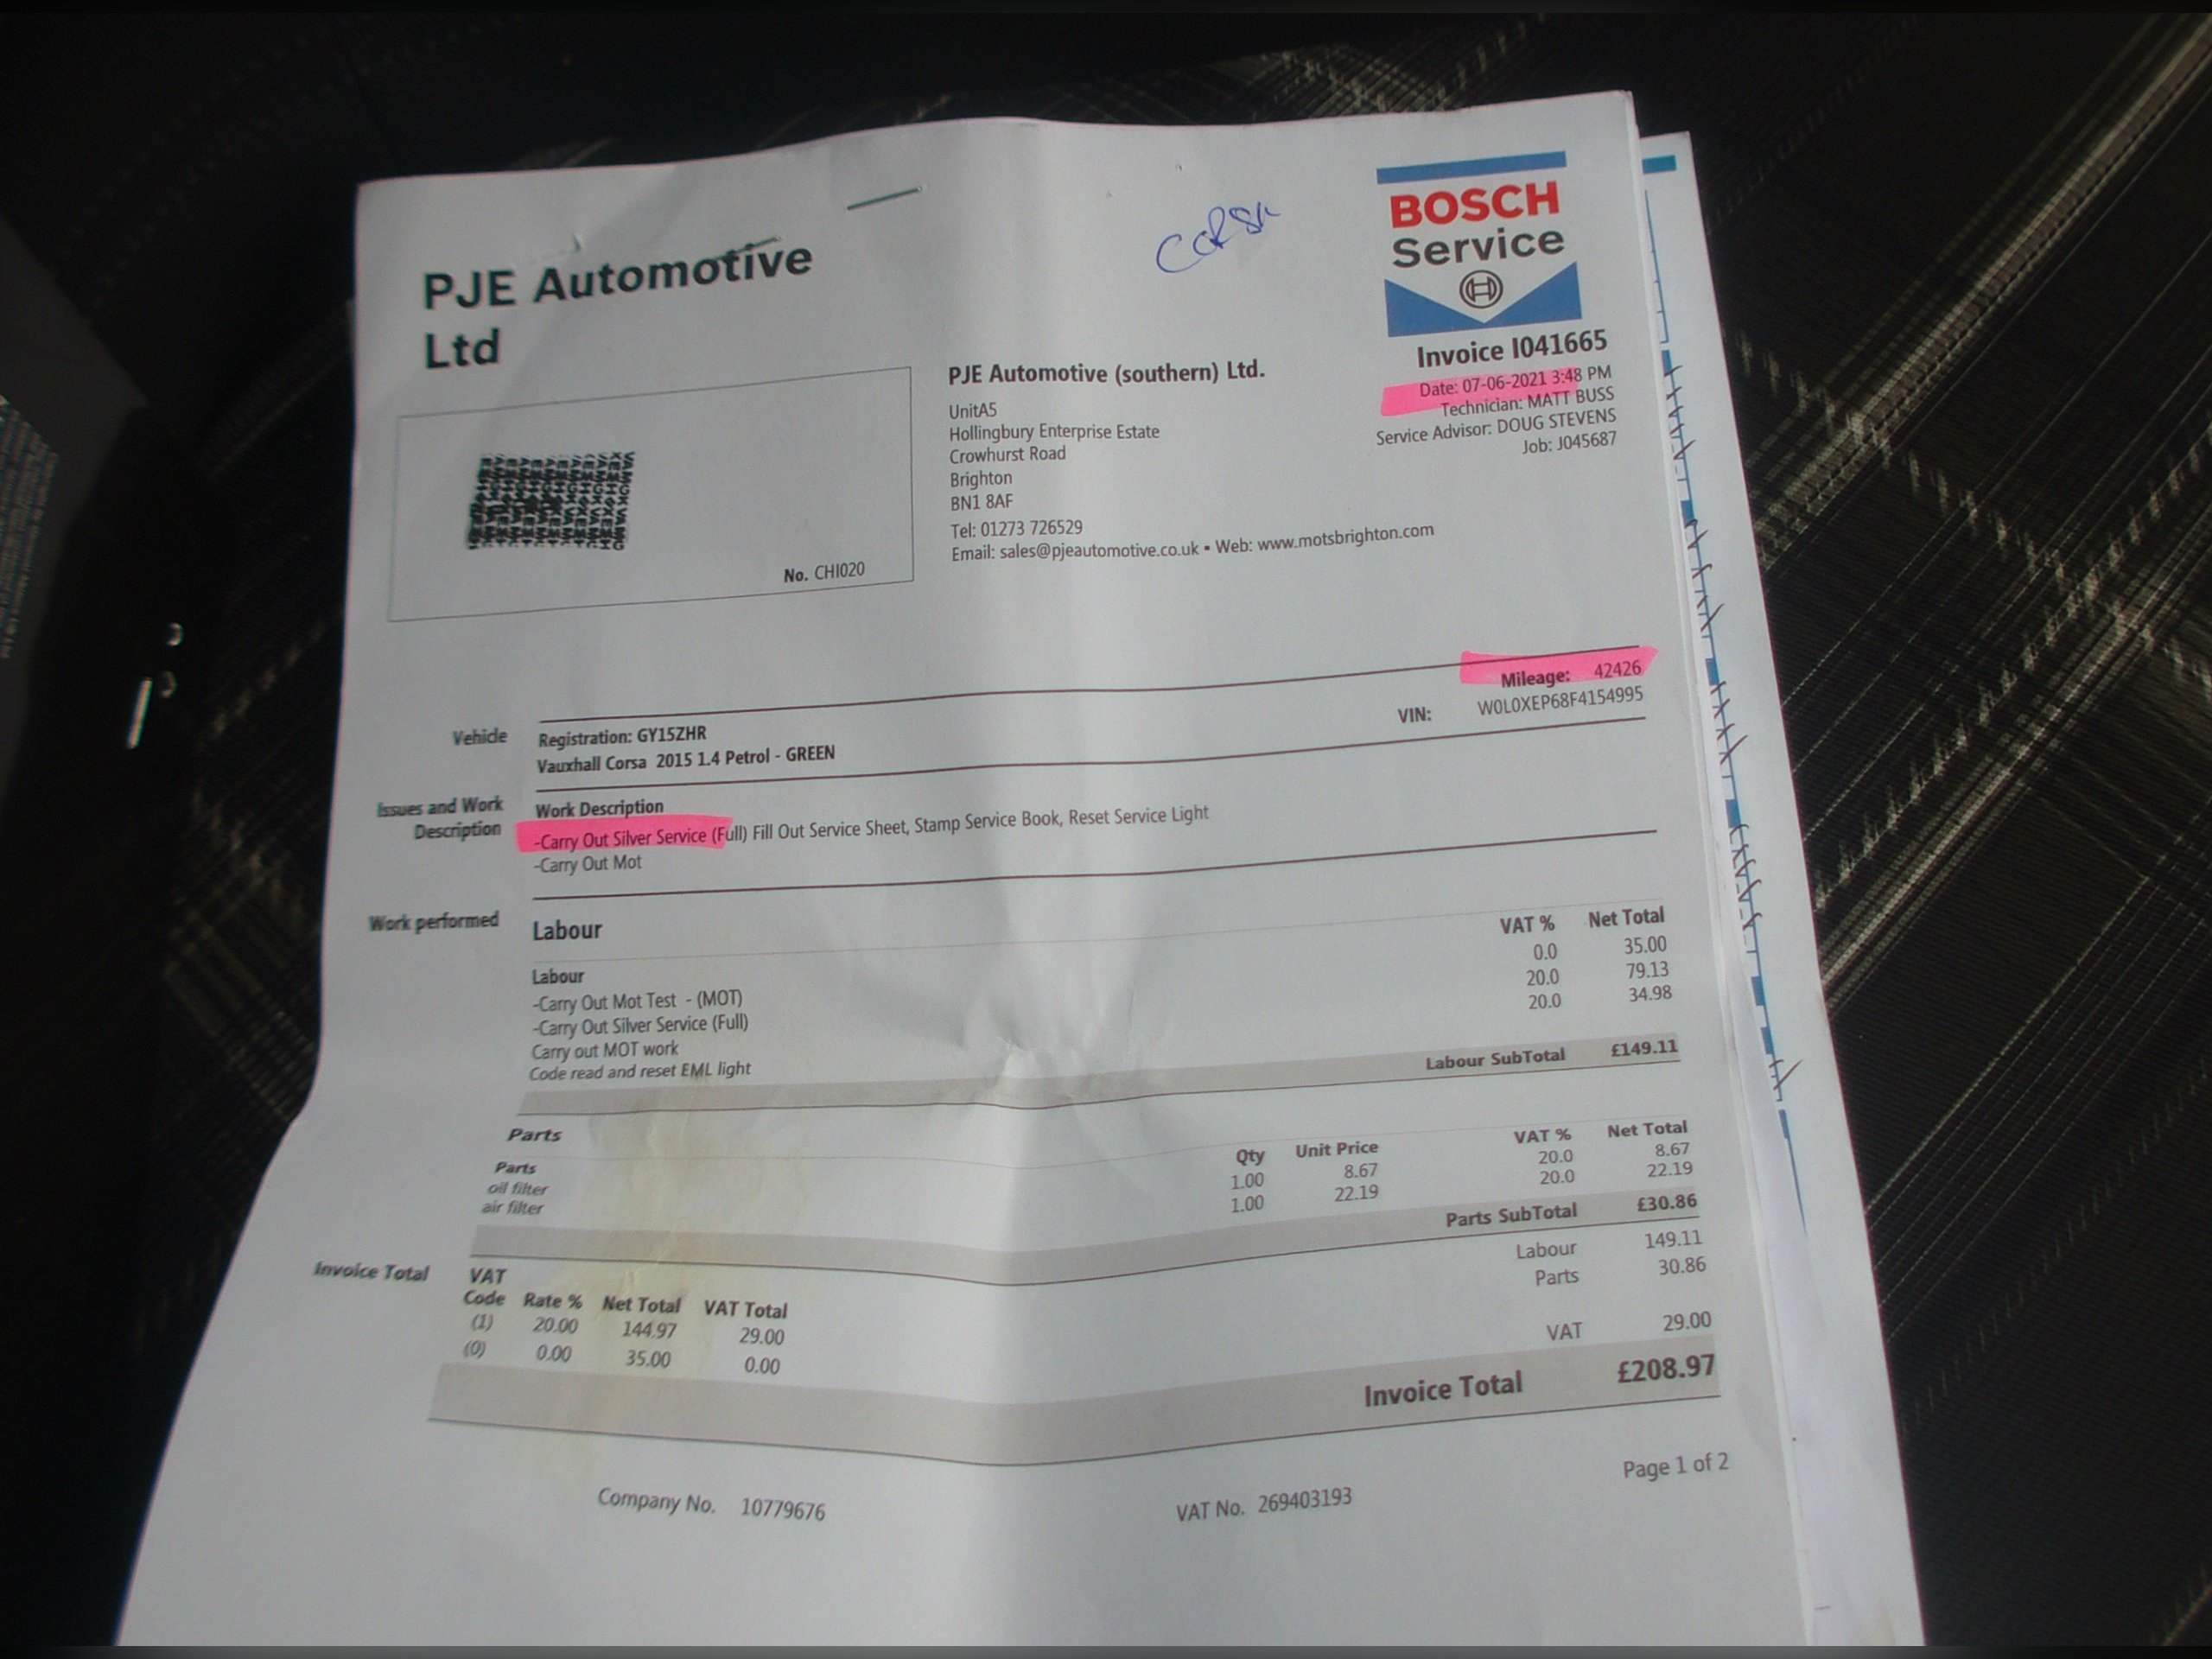 PJE Automotive
Ltd
CORSA
BOSCH
Service
Invoice I041665
Date: 07-06-2021 3:48 PM
Technician: MATT BUSS
Service Advisor: DOUG STEVENS
Job: J045687
No. CHI020
PJE Automotive (southern) Ltd.
UnitA5
Hollingbury Enterprise Estate
Crowhurst Road
Brighton
BN1 8AF
Tel: 01273 726529
Email: sales@pjeautomotive.co.uk ▪ Web: www.motsbrighton.com
Mileage: 42426
VIN: W0L0XEP68F4154995
Vehicle
Registration: GY15ZHR
Vauxhall Corsa 2015 1.4 Petrol - GREEN
Issues and Work
Description
Work Description
-Carry Out Silver Service (Full) Fill Out Service Sheet, Stamp Service Book, Reset Service Light
-Carry Out Mot
Work performed
Labour
VAT % Net Total
Labour
-Carry Out Mot Test - (MOT) 0.0 35.00
-Carry Out Silver Service (Full) 20.0 79.13
Carry out MOT work 20.0 34.98
Code read and reset EML light
Labour SubTotal £149.11
Parts
Parts Qty Unit Price VAT % Net Total
oil filter 1.00 8.67 20.0 8.67
air filter 1.00 22.19 20.0 22.19
Parts SubTotal £30.86
Invoice Total
VAT
Code Rate % Net Total VAT Total
(1) 20.00 144.97 29.00
(0) 0.00 35.00 0.00
Labour 149.11
Parts 30.86
VAT 29.00
Invoice Total £208.97
Company No. 10779676
VAT No. 269403193
Page 1 of 2